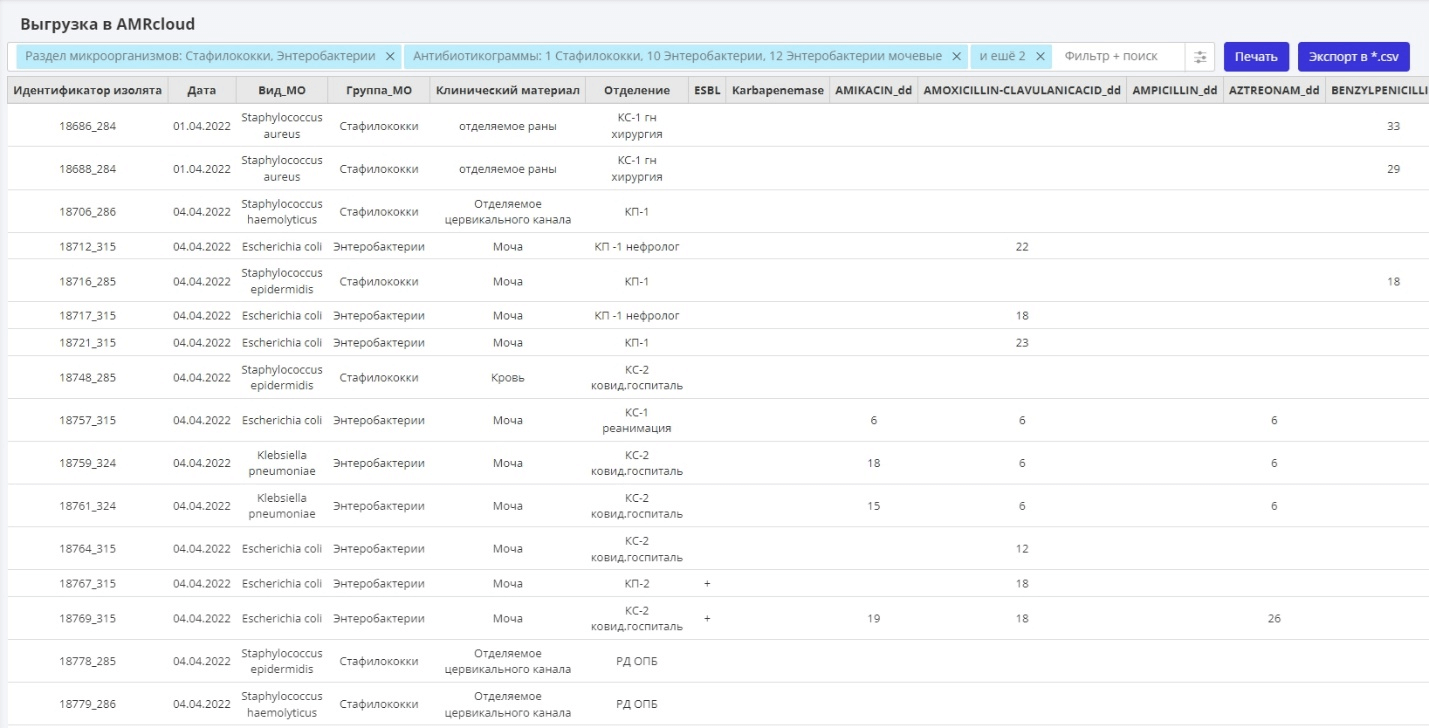 Выгрузка в AMRcloud
Раздел микроорганизмов: Стафилококки, Энтеробактерии × Антибиотикограммы: 1 Стафилококки, 10 Энтеробактерии, 12 Энтеробактерии мочевые × и ешё 2 × Фильтр + поиск Печать Экспорт в *.csv
Идентификатор изолята Дата Вид_МО Группа_МО Клинический материал Отделение ESBL Karbapenemase AMIKACIN_dd AMOXICILLIN-CLAVULANICACID_dd AMPICILLIN_dd AZTREONAM_dd BENZYLPENICILLI
18686_284 01.04.2022 Staphylococcus aureus Стафилококки отделяемое раны КС-1 гн хирургия 33
18688_284 01.04.2022 Staphylococcus aureus Стафилококки отделяемое раны КС-1 гн хирургия 29
18706_286 04.04.2022 Staphylococcus haemolyticus Стафилококки Отделяемое цервикального канала КП-1
18712_315 04.04.2022 Escherichia coli Энтеробактерии Моча КП -1 нефролог 22
18716_285 04.04.2022 Staphylococcus epidermidis Стафилококки Моча КП-1 18
18717_315 04.04.2022 Escherichia coli Энтеробактерии Моча КП -1 нефролог 18
18721_315 04.04.2022 Escherichia coli Энтеробактерии Моча КП-1 23
18748_285 04.04.2022 Staphylococcus epidermidis Стафилококки Кровь КС-2 ковид.госпиталь
18757_315 04.04.2022 Escherichia coli Энтеробактерии Моча КС-1 реанимация 6 6 6
18759_324 04.04.2022 Klebsiella pneumoniae Энтеробактерии Моча КС-2 ковид.госпиталь 18 6 6
18761_324 04.04.2022 Klebsiella pneumoniae Энтеробактерии Моча КС-2 ковид.госпиталь 15 6 6
18764_315 04.04.2022 Escherichia coli Энтеробактерии Моча КС-2 ковид.госпиталь 12
18767_315 04.04.2022 Escherichia coli Энтеробактерии Моча КП-2 + 18
18769_315 04.04.2022 Escherichia coli Энтеробактерии Моча КС-2 ковид.госпиталь + 19 18 26
18778_285 04.04.2022 Staphylococcus epidermidis Стафилококки Отделяемое цервикального канала РД ОПБ
18779_286 04.04.2022 Staphylococcus haemolyticus Стафилококки Отделяемое цервикального канала РД ОПБ